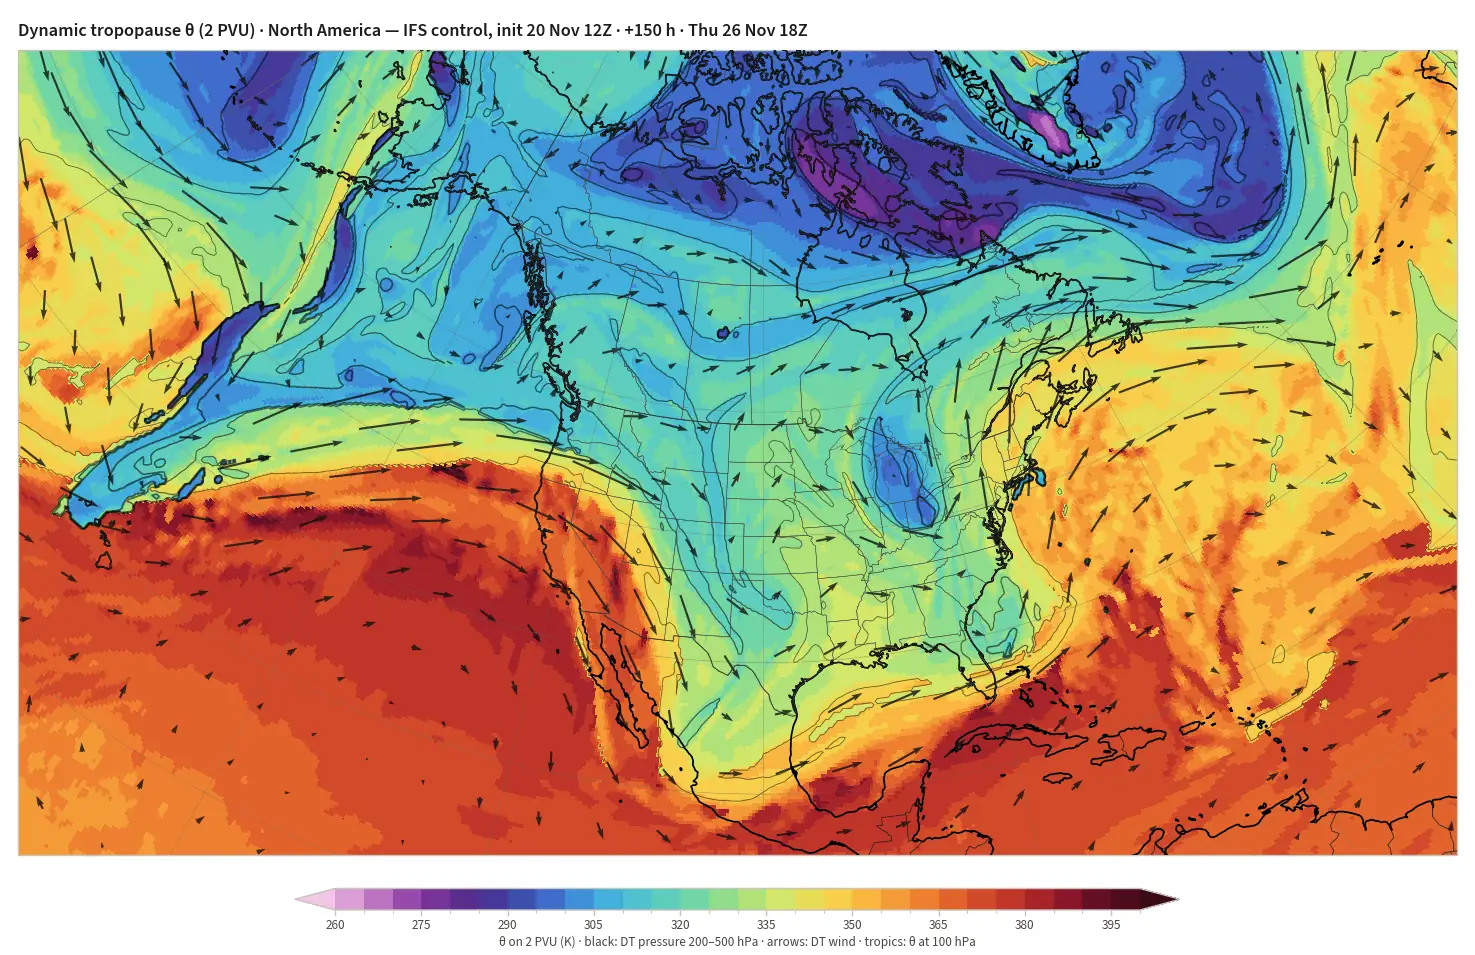 Dynamic tropopause θ (2 PVU) · North America — IFS control, init 20 Nov 12Z · +150 h · Thu 26 Nov 18Z
260 275 290 305 320 335 350 365 380 395
θ on 2 PVU (K) · black: DT pressure 200–500 hPa · arrows: DT wind · tropics: θ at 100 hPa